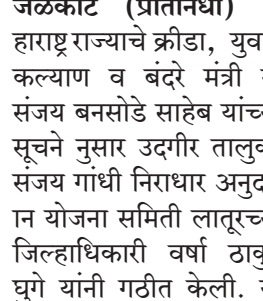 जळकोट (प्रतिनिधी)
हाराष्ट्र राज्याचे क्रीडा, युवा
कल्याण व बंदरे मंत्री
संजय बनसोडे साहेब यांच्
सूचने नुसार उदगीर तालु
संजय गांधी निराधार अनुद
ान योजना समिती लातूरच्
जिल्हाधिकारी वर्षा ठाकु
घुगे यांनी गठीत केली.